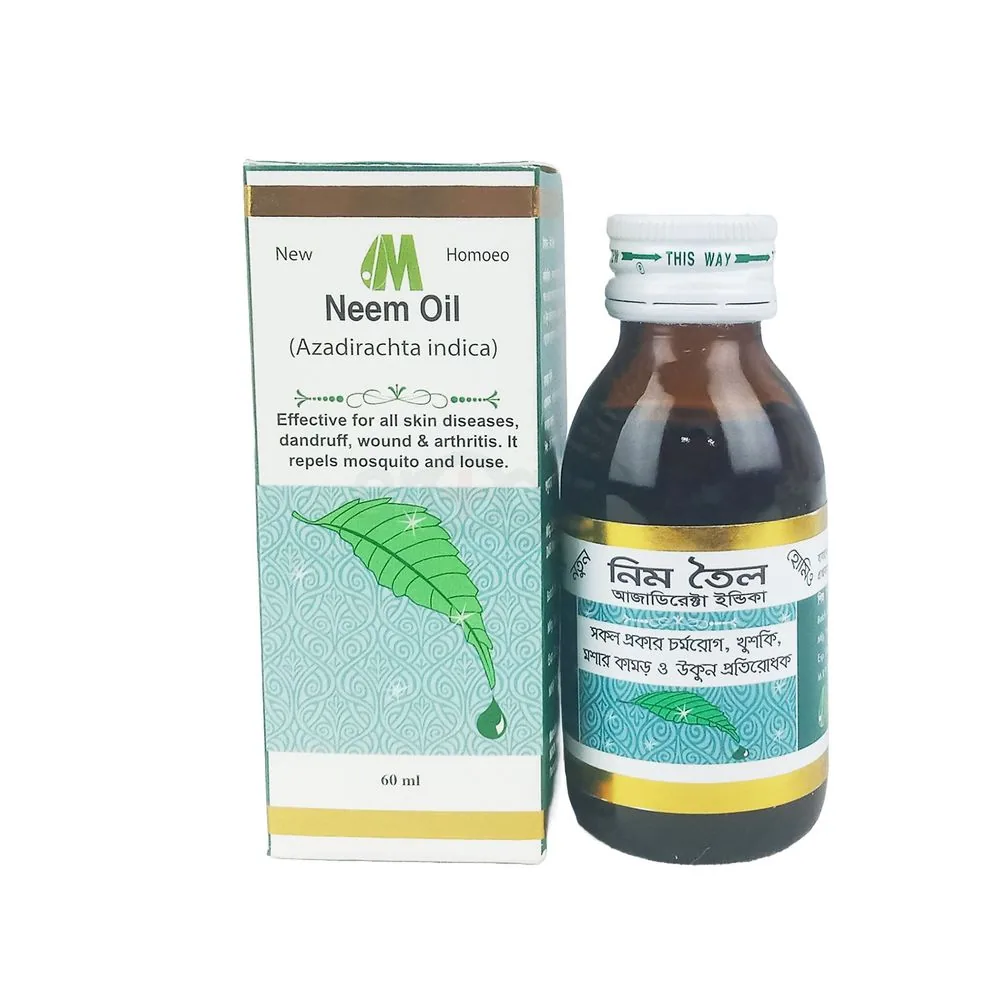 New
M
Homoeo
Neem Oil
(Azadirachta indica)
Effective for all skin diseases,
dandruff, wound & arthritis. It
repels mosquito and louse.
60 ml
THIS WAY
নতুন
হোমিও
নিম তৈল
আজাডিরেক্টা ইন্ডিকা
সকল প্রকার চর্মরোগ, খুশকি,
মশার কামড় ও উকুন প্রতিরোধক